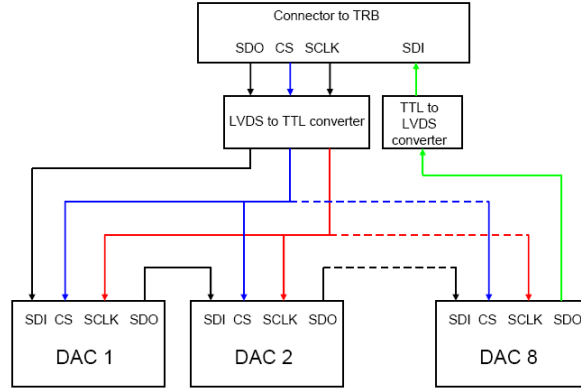 Connector to TRB
SDO CS SCLK SDI
LVDS to TTL converter
TTL to
LVDS
converter
SDI CS SCLK SDO
DAC 1
SDI CS SCLK SDO
DAC 2
SDI CS SCLK SDO
DAC 8